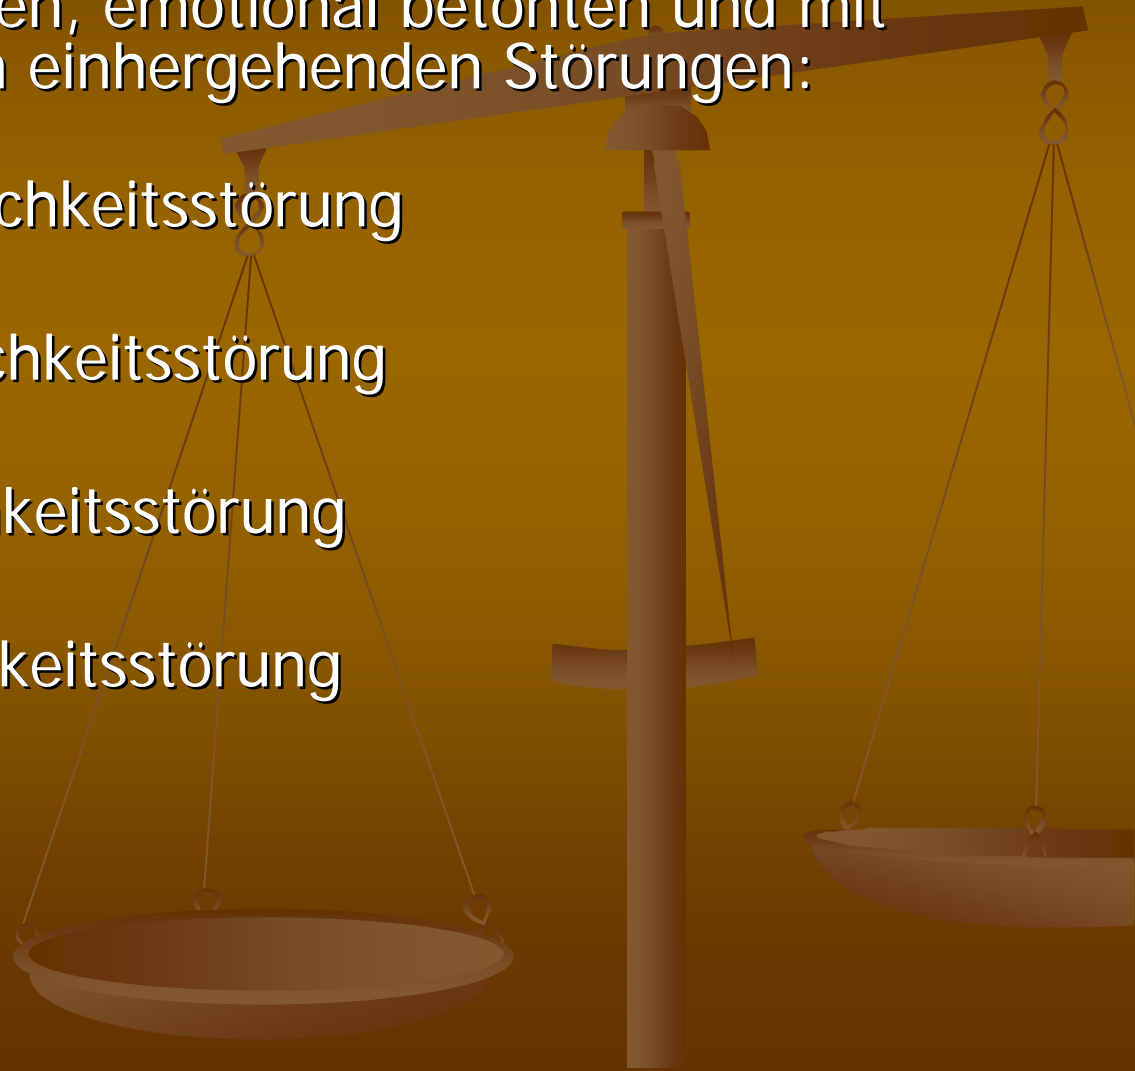 en, emotional betonten und mit
einhergehenden Störungen:
chkeitsstörung
chkeitsstörung
keitsstörung
keitsstörung